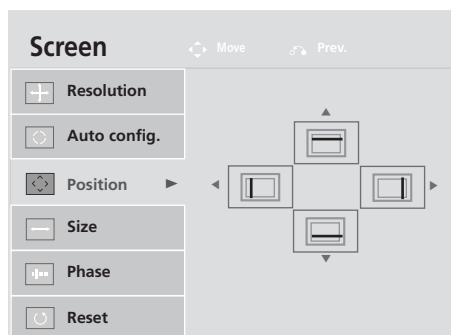 Screen
Move Prev.
Resolution
Auto config.
Position
Size
Phase
Reset